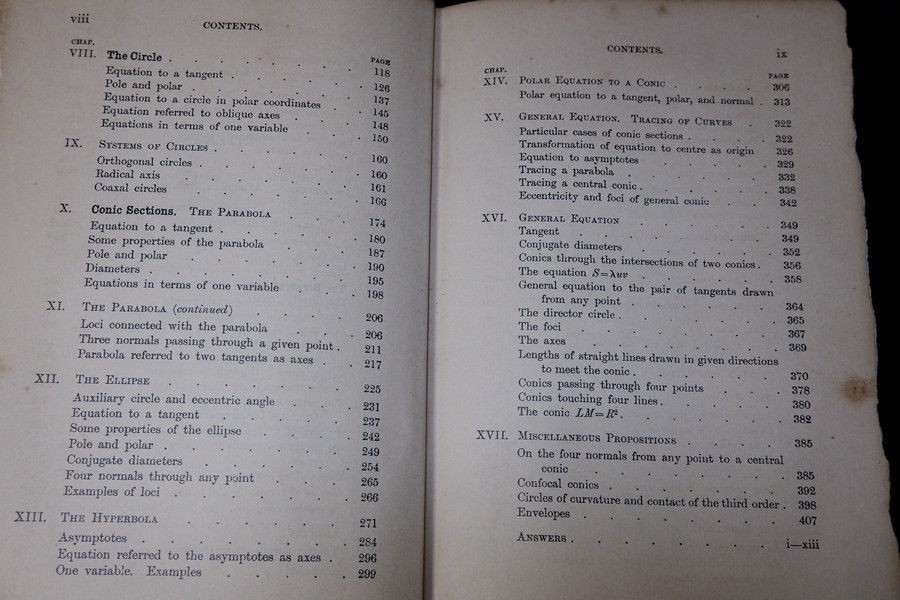 viii
CONTENTS.
CHAP.
PAGE
VIII. The Circle . . . . . . . 118
Equation to a tangent . . . . . 126
Pole and polar . . . . . . 137
Equation to a circle in polar coordinates . . 145
Equation referred to oblique axes . . . 148
Equations in terms of one variable . . . 150
IX. SYSTEMS OF CIRCLES . . . . . . 160
Orthogonal circles . . . . . . 160
Radical axis . . . . . . 161
Coaxal circles . . . . . . 166
X. Conic Sections. THE PARABOLA . . . 174
Equation to a tangent . . . . . 180
Some properties of the parabola . . . . 187
Pole and polar . . . . . . 190
Diameters . . . . . . . 195
Equations in terms of one variable . . . 198
XI. THE PARABOLA (continued) . . . . 206
Loci connected with the parabola . . . 206
Three normals passing through a given point . 211
Parabola referred to two tangents as axes . . 217
XII. THE ELLIPSE . . . . . . . 225
Auxiliary circle and eccentric angle . . . 231
Equation to a tangent . . . . . 237
Some properties of the ellipse . . . . 242
Pole and polar . . . . . . 249
Conjugate diameters . . . . . 254
Four normals through any point . . . . 265
Examples of loci . . . . . . 266
XIII. THE HYPERBOLA . . . . . . 271
Asymptotes . . . . . . . 284
Equation referred to the asymptotes as axes . 296
One variable. Examples . . . . . 299
CONTENTS.
ix
CHAP.
PAGE
XIV. POLAR EQUATION TO A CONIC . . . . 306
Polar equation to a tangent, polar, and normal . 313
XV. GENERAL EQUATION. TRACING OF CURVES . 322
Particular cases of conic sections . . . . 322
Transformation of equation to centre as origin . 326
Equation to asymptotes . . . . . 329
Tracing a parabola . . . . . . 332
Tracing a central conic . . . . . 338
Eccentricity and foci of general conic . . 342
XVI. GENERAL EQUATION . . . . . 349
Tangent . . . . . . . 349
Conjugate diameters . . . . . 352
Conics through the intersections of two conics . 356
The equation S=λuv . . . . . 358
General equation to the pair of tangents drawn
from any point . . . . . . 364
The director circle . . . . . . 365
The foci . . . . . . . 367
The axes . . . . . . . 369
Lengths of straight lines drawn in given directions
to meet the conic . . . . . . 370
Conics passing through four points . . . 378
Conics touching four lines . . . . . 380
The conic LM=R² . . . . . . 382
XVII. MISCELLANEOUS PROPOSITIONS . . . . 385
On the four normals from any point to a central
conic . . . . . . . 385
Confocal conics . . . . . . 392
Circles of curvature and contact of the third order . 398
Envelopes . . . . . . . 407
ANSWERS . . . . . . . i—xiii